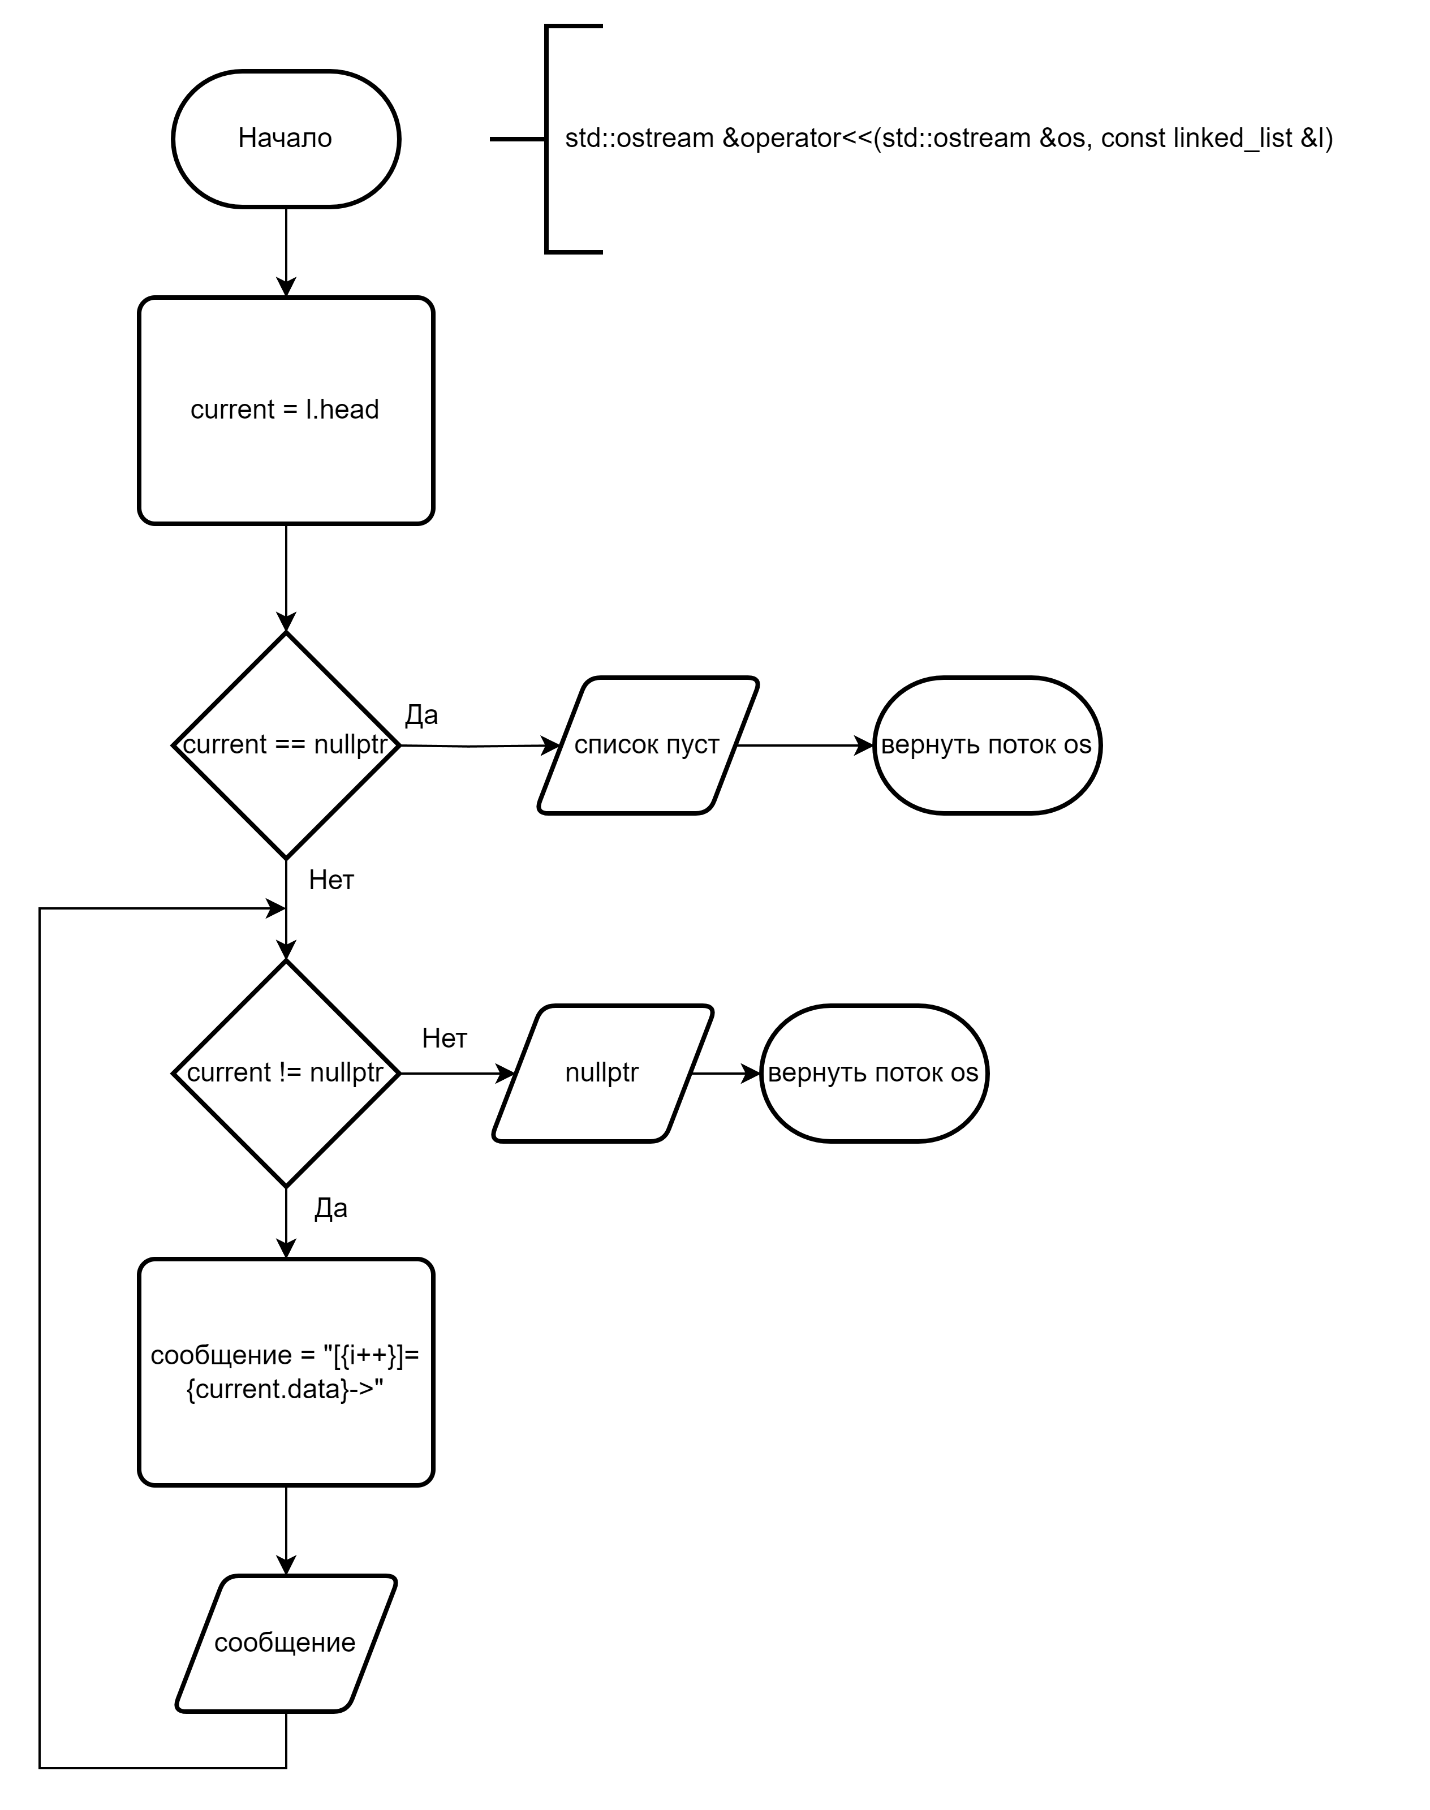 Начало
std::ostream &operator<<(std::ostream &os, const linked_list &l)
current = l.head
current == nullptr
Да
список пуст
вернуть поток os
Нет
current != nullptr
Нет
nullptr
вернуть поток os
Да
сообщение = "[{i++}]=
{current.data}->"
сообщение